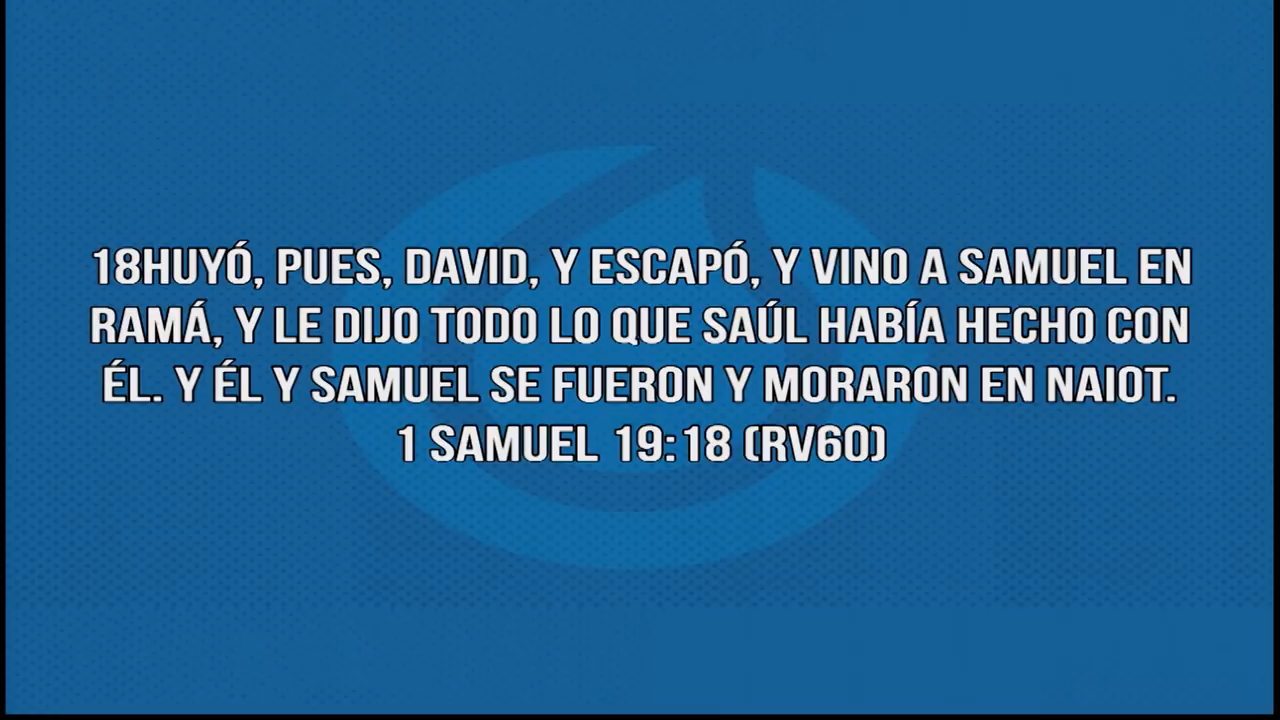 18HUYÓ, PUES, DAVID, Y ESCAPÓ, Y VINO A SAMUEL EN
RAMÁ, Y LE DIJO TODO LO QUE SAÚL HABÍA HECHO CON
ÉL. Y ÉL Y SAMUEL SE FUERON Y MORARON EN NAIOT.
1 SAMUEL 19:18 (RV60)